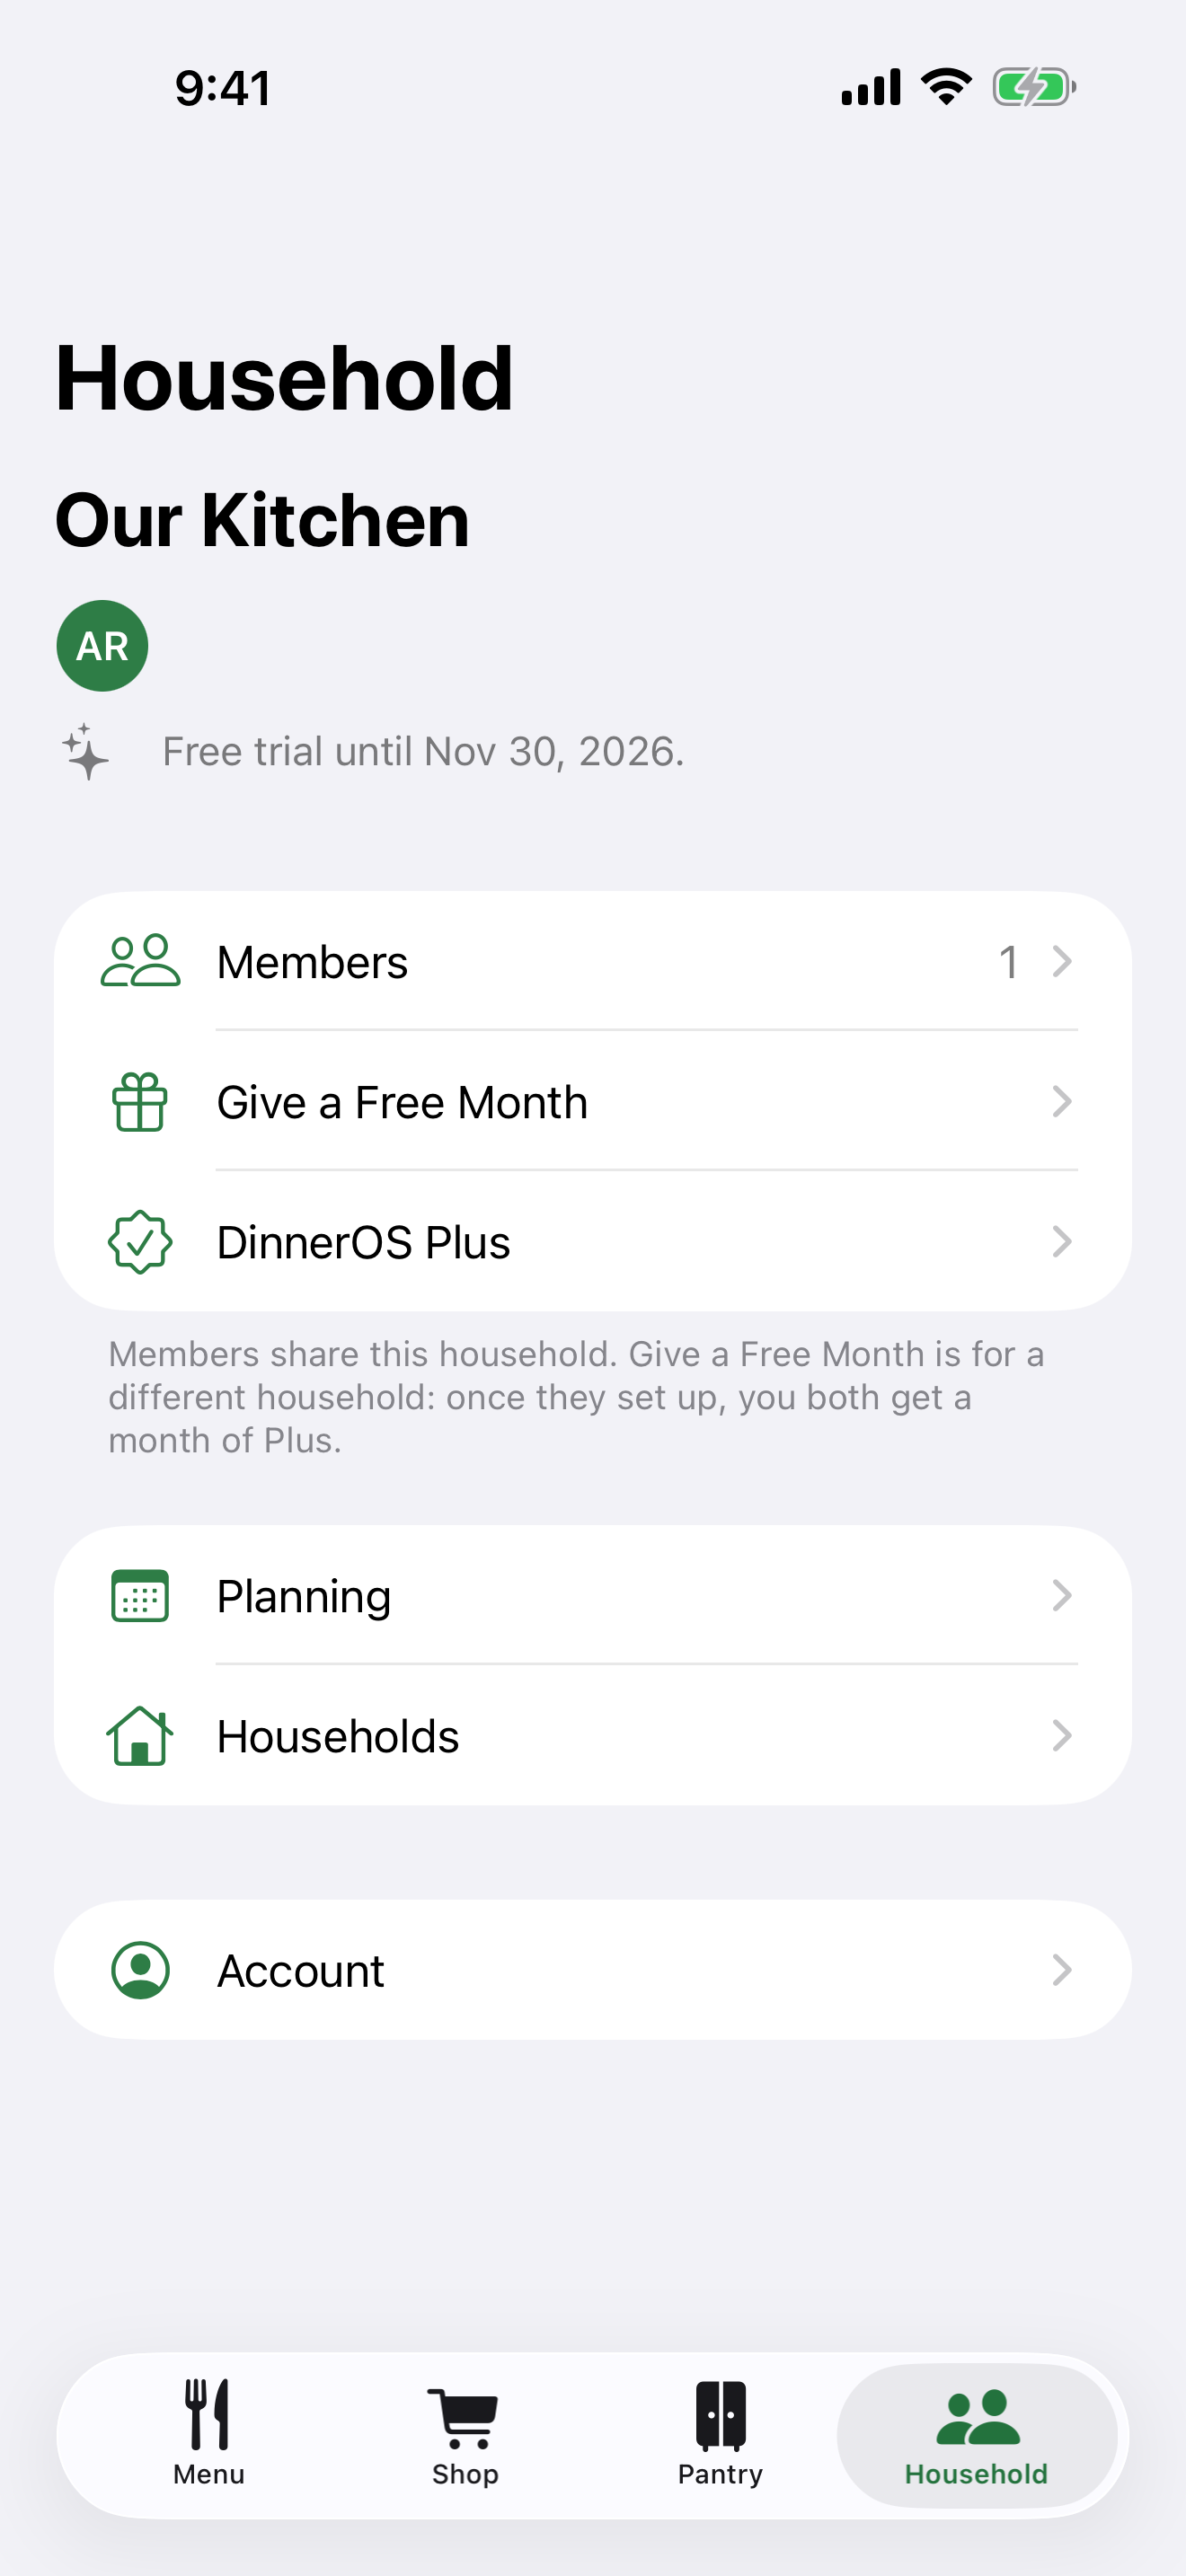 9:41
Household
Our Kitchen
AR
Free trial until Nov 30, 2026.
Members 1
Give a Free Month
DinnerOS Plus
Members share this household. Give a Free Month is for a
different household: once they set up, you both get a
month of Plus.
Planning
Households
Account
Menu Shop Pantry Household